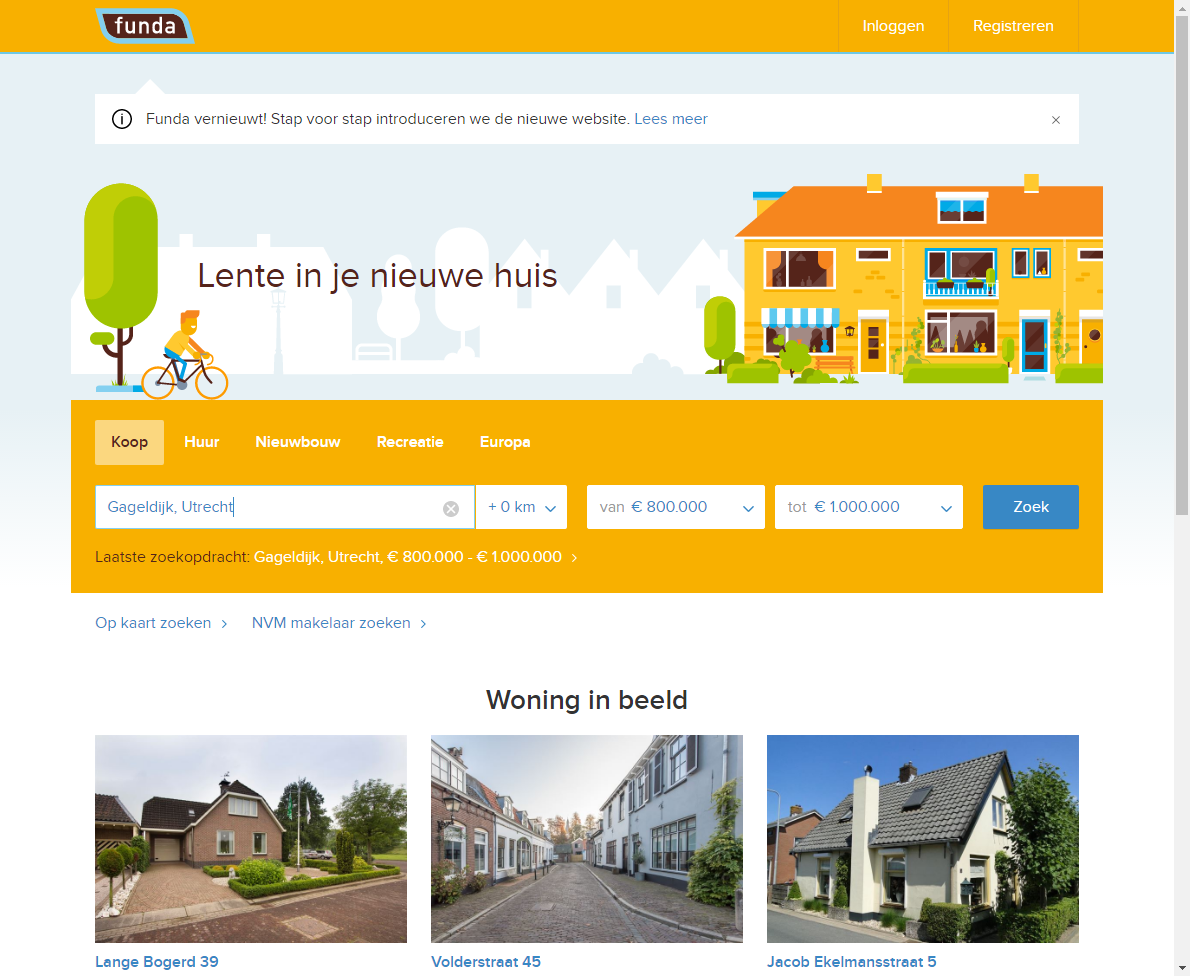 funda
Inloggen
Registreren
Funda vernieuwt! Stap voor stap introduceren we de nieuwe website. Lees meer
Lente in je nieuwe huis
Koop
Huur
Nieuwbouw
Recreatie
Europa
Gageldijk, Utrecht
+ 0 km
van € 800.000
tot € 1.000.000
Zoek
Laatste zoekopdracht: Gageldijk, Utrecht, € 800.000 - € 1.000.000
Op kaart zoeken
NVM makelaar zoeken
Woning in beeld
Lange Bogerd 39
Volderstraat 45
Jacob Ekelmansstraat 5